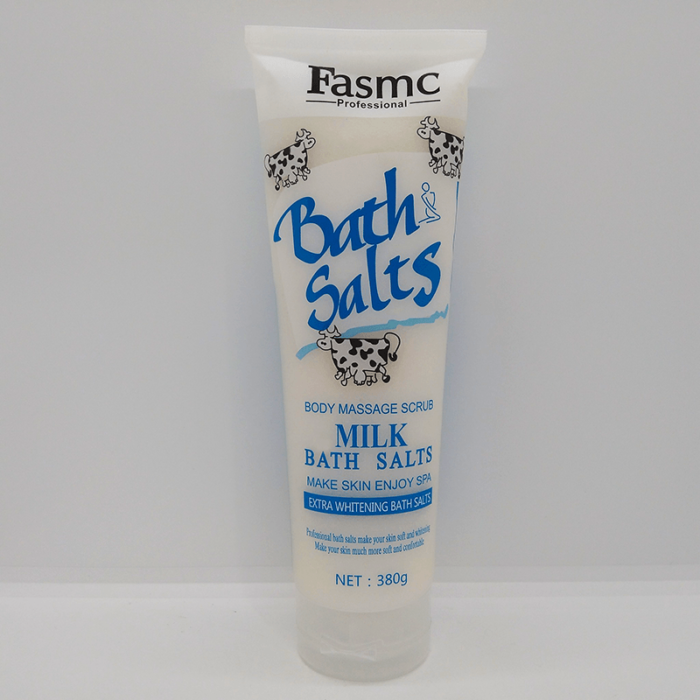 Fasmc
Professional
Bath
Salts
BODY MASSAGE SCRUB
MILK
BATH SALTS
MAKE SKIN ENJOY SPA
EXTRA WHITENING BATH SALTS
Professional bath salts make your skin soft and whitening
Make your skin much more soft and comfortable
NET : 380g